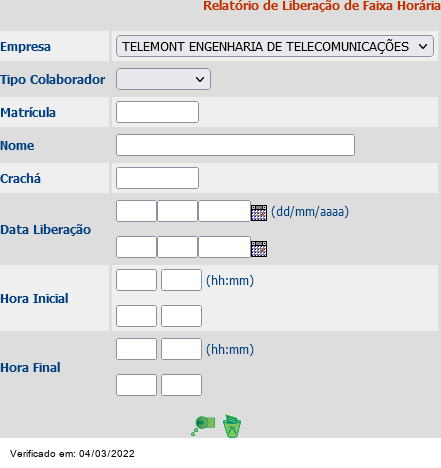 Relatório de Liberação de Faixa Horária
Empresa TELEMONT ENGENHARIA DE TELECOMUNICAÇÕES
Tipo Colaborador
Matrícula
Nome
Crachá
Data Liberação (dd/mm/aaaa)
Hora Inicial (hh:mm)
Hora Final (hh:mm)
Verificado em: 04/03/2022